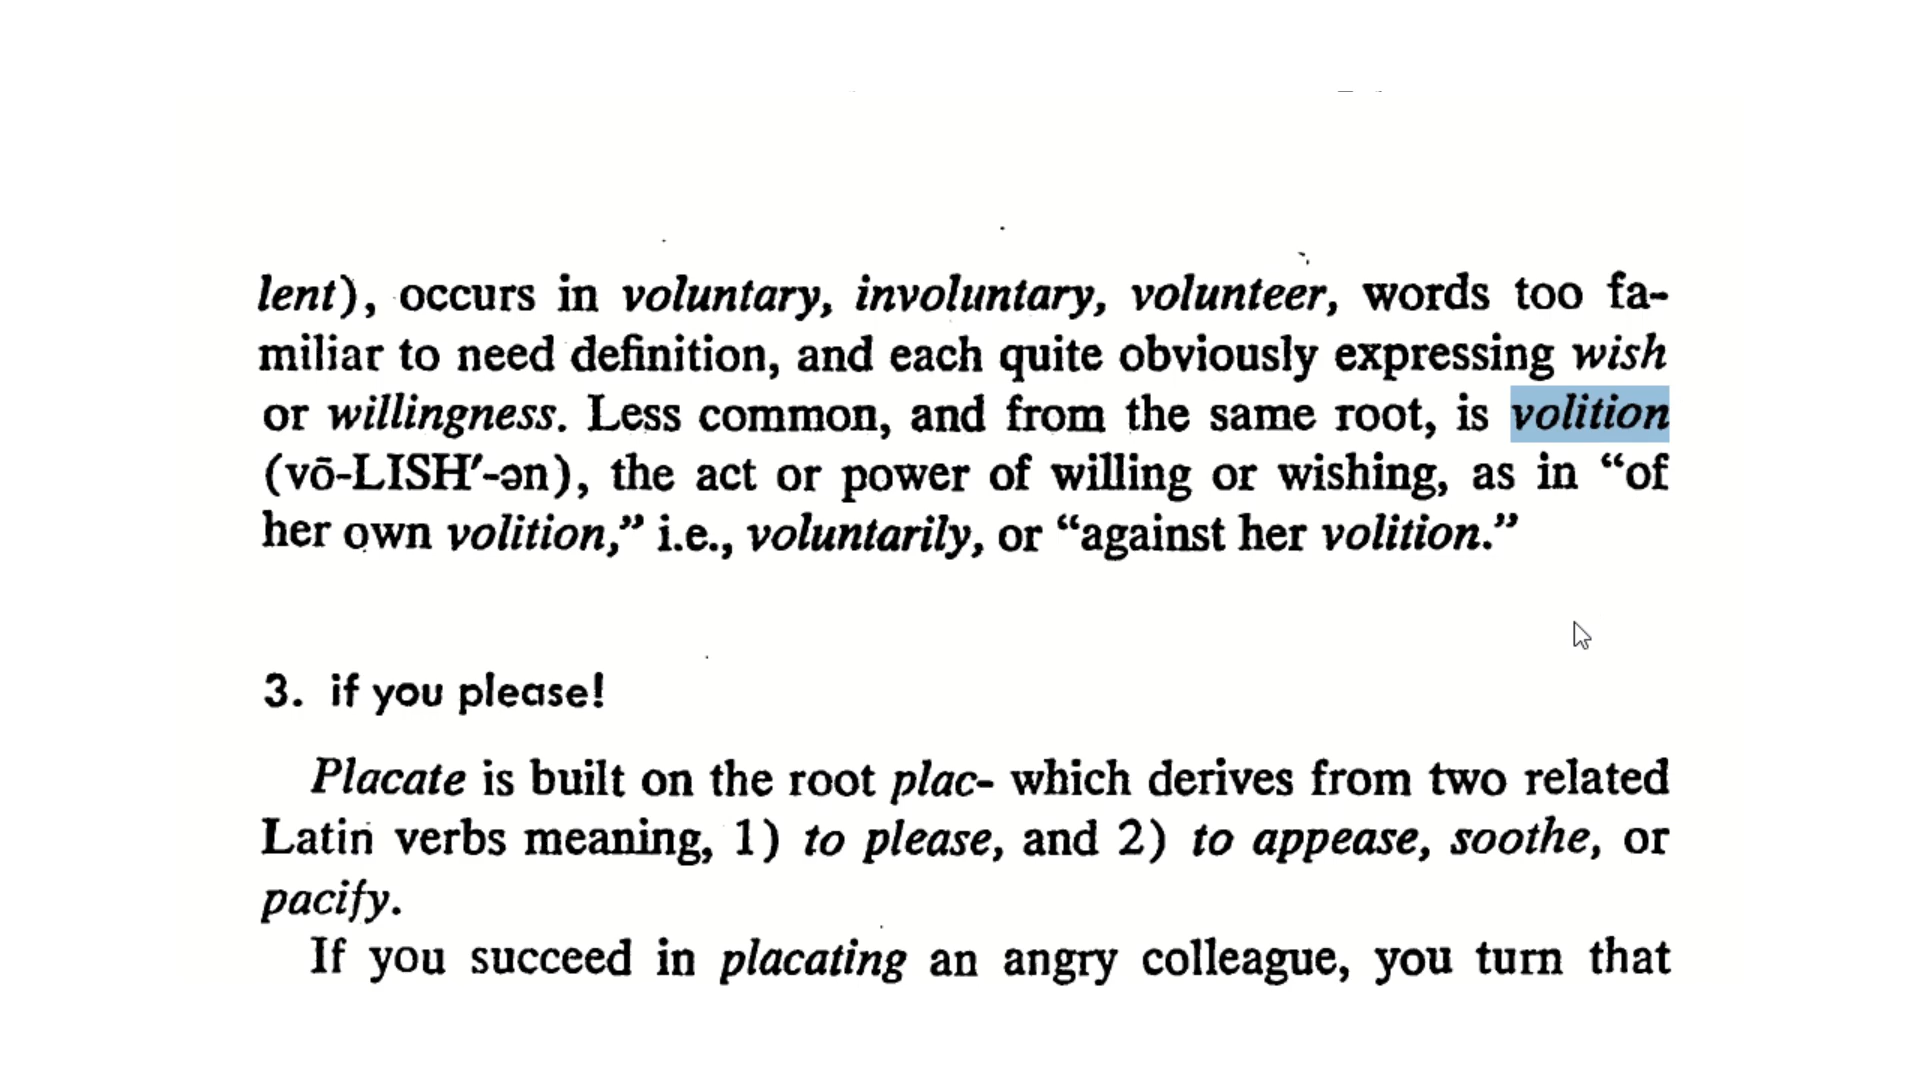 lent), occurs in voluntary, involuntary, volunteer, words too fa-
miliar to need definition, and each quite obviously expressing wish
or willingness. Less common, and from the same root, is volition
(vō-LISH′-ən), the act or power of willing or wishing, as in “of
her own volition,” i.e., voluntarily, or “against her volition.”
3. if you please!
Placate is built on the root plac- which derives from two related
Latin verbs meaning, 1) to please, and 2) to appease, soothe, or
pacify.
If you succeed in placating an angry colleague, you turn that